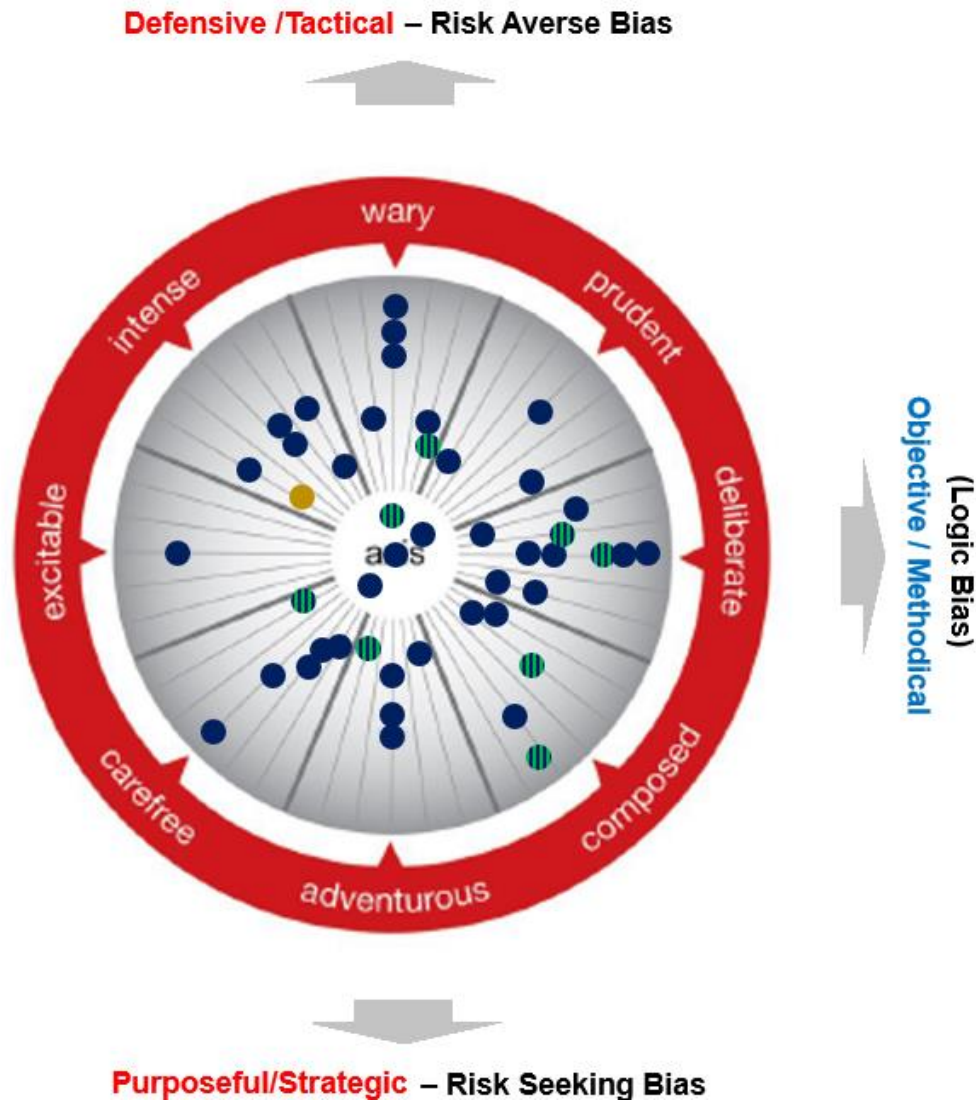 Defensive /Tactical – Risk Averse Bias
wary
intense
prudent
excitable
deliberate
Objective / Methodical
(Logic Bias)
carefree
composed
adventurous
Purposeful/Strategic – Risk Seeking Bias